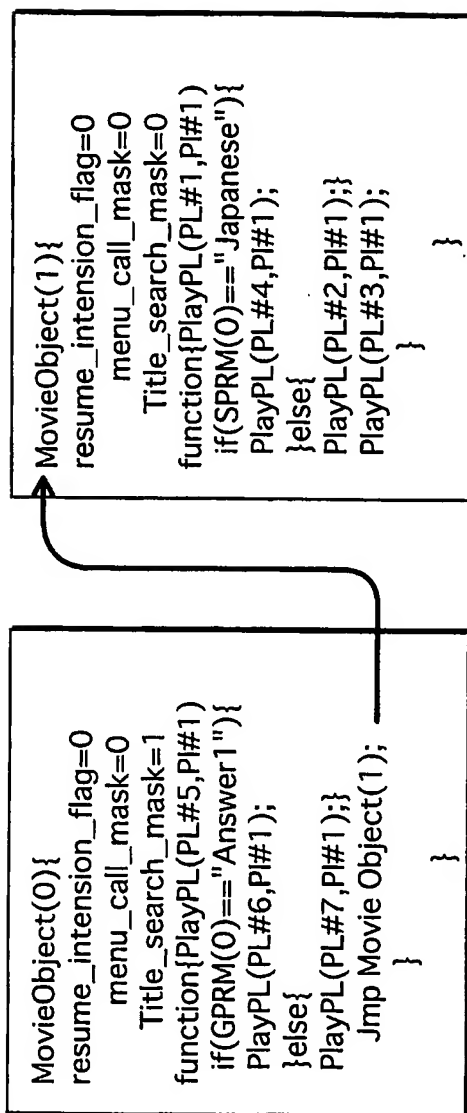 MovieObject(0){
resume_intension_flag=0
menu_call_mask=0
Title_search_mask=1
function{PlayPL(PL#5,PI#1)
if(GPRM(0)=="Answer1"){
PlayPL(PL#6,PI#1);
}else{
PlayPL(PL#7,PI#1);}
Jmp Movie Object(1);
}
}
MovieObject(1){
resume_intension_flag=0
menu_call_mask=0
Title_search_mask=0
function{PlayPL(PL#1,PI#1)
if(SPRM(0)=="Japanese"){
PlayPL(PL#4,PI#1);
}else{
PlayPL(PL#2,PI#1);}
PlayPL(PL#3,PI#1);
}
}